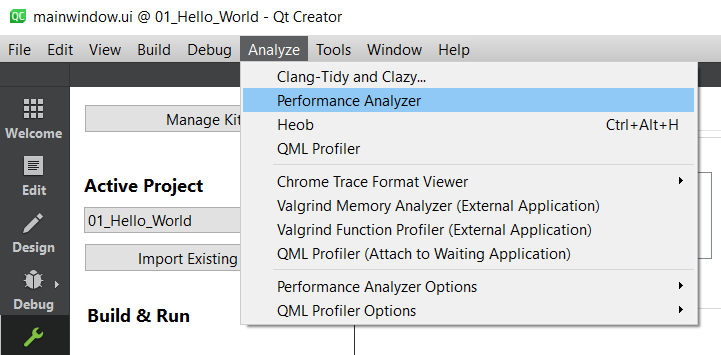 QC mainwindow.ui @ 01_Hello_World - Qt Creator
File Edit View Build Debug Analyze Tools Window Help
Clang-Tidy and Clazy...
Performance Analyzer
Heob Ctrl+Alt+H
QML Profiler
Chrome Trace Format Viewer
Valgrind Memory Analyzer (External Application)
Valgrind Function Profiler (External Application)
QML Profiler (Attach to Waiting Application)
Performance Analyzer Options
QML Profiler Options
Welcome
Edit
Design
Debug
Manage Kit
Active Project
01_Hello_World
Import Existing
Build & Run